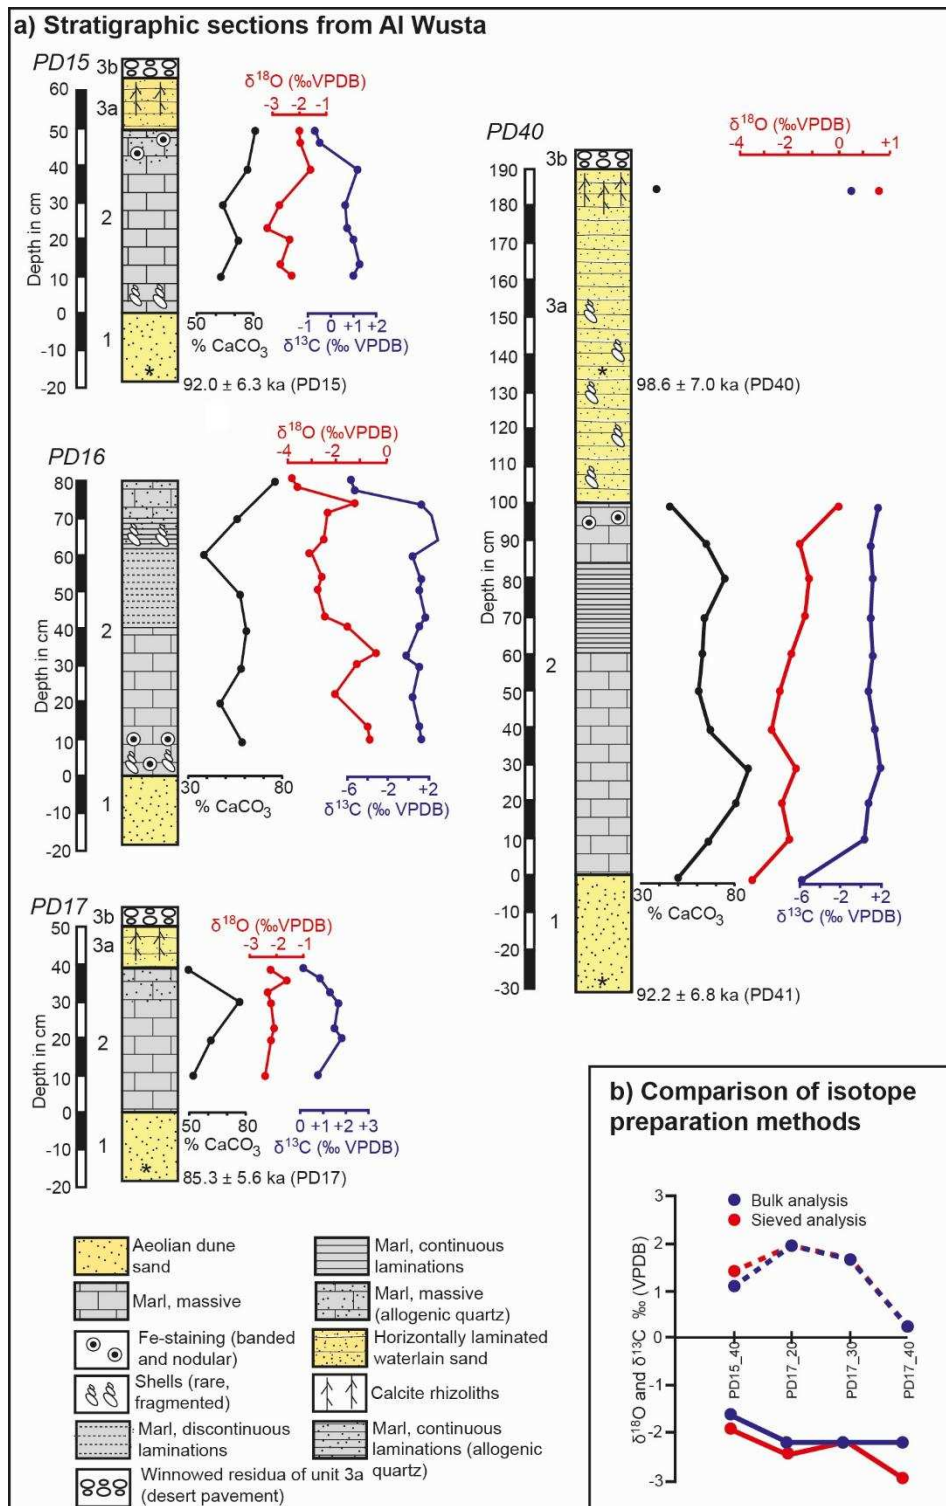 a) Stratigraphic sections from Al Wusta
PD15
3b
60
3a
50
40
30
2
20
10
0
-10
1
-20
Depth in cm
*
δ18O (‰VPDB)
-3 -2 -1
50 80
% CaCO3
-1 0 +1 +2
δ13C (‰ VPDB)
92.0 ± 6.3 ka (PD15)
PD16
80
70
60
50
40
2
30
20
10
0
-10
1
-20
Depth in cm
δ18O (‰VPDB)
-4 -2 0
30 80
% CaCO3
-6 -2 +2
δ13C (‰ VPDB)
PD17
3b
50
3a
40
30
2
20
10
0
-10
1
-20
Depth in cm
*
δ18O (‰VPDB)
-3 -2 -1
50 80
% CaCO3
0 +1 +2 +3
δ13C (‰ VPDB)
85.3 ± 5.6 ka (PD17)
PD40
3b
190
180
170
160
3a
150
140
130
120
110
100
90
80
70
60
2
50
40
30
20
10
0
-10
1
-20
-30
Depth in cm
Depth in cm
*
*
δ18O (‰VPDB)
-4 -2 +1
98.6 ± 7.0 ka (PD40)
30 80
% CaCO3
-6 -2 +2
δ13C (‰ VPDB)
92.2 ± 6.8 ka (PD41)
Aeolian dune
sand
Marl, massive
Fe-staining (banded
and nodular)
Shells (rare,
fragmented)
Marl, discontinuous
laminations
Winnowed residua of unit 3a
(desert pavement)
Marl, continuous
laminations
Marl, massive
(allogenic quartz)
Horizontally laminated
waterlain sand
Calcite rhizoliths
Marl, continuous
laminations (allogenic
quartz)
b) Comparison of isotope
preparation methods
Bulk analysis
Sieved analysis
3
2
1
0
-1
-2
-3
δ18O and δ13C ‰ (VPDB)
PD15_40
PD17_20
PD17_30
PD17_40